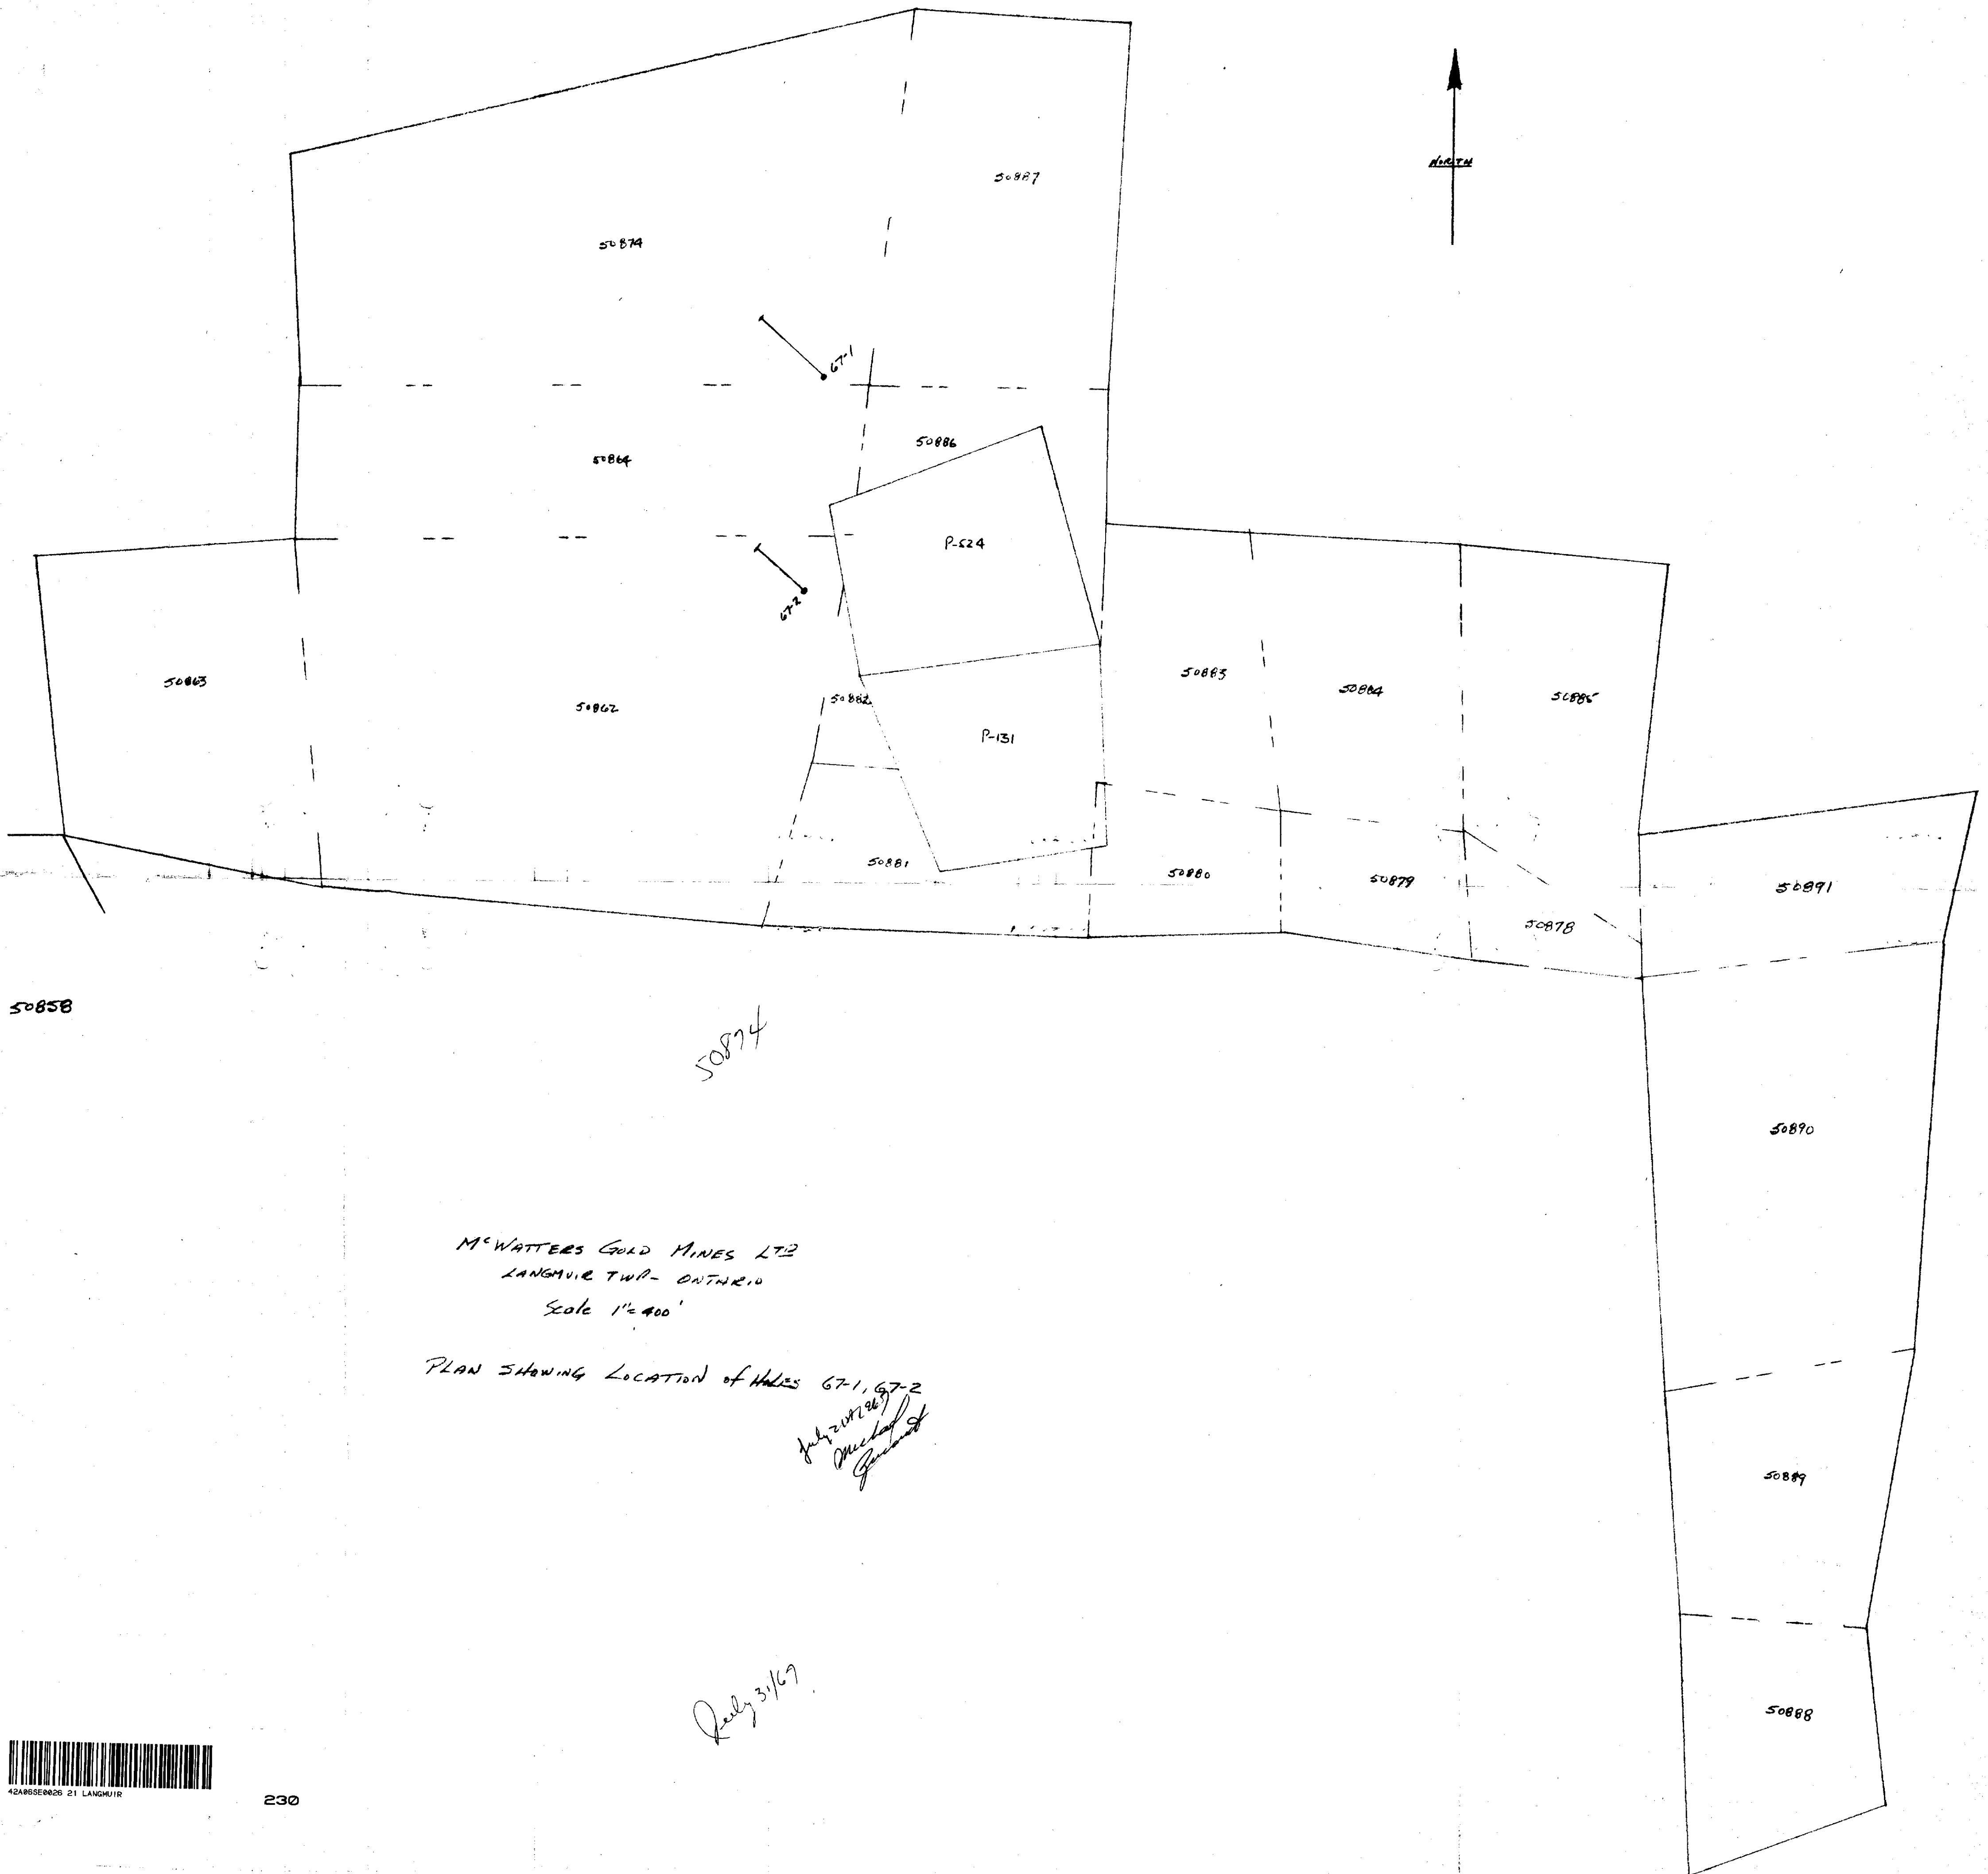 50887
NORTH
50874
67-1
50886
50864
P-524
67-2
50883
50863
50884
50885
50882
50862
P-131
50881
50880
50879
50891
50878
50858
50874
50890
McWATTERS GOLD MINES LTD
LANGMUIR TWP- ONTARIO
Scale 1"=400'
PLAN SHOWING LOCATION of HOLES 67-1, 67-2
July
Michael
50889
July 31/67
50888
42A06SE0026 21 LANGMUIR
230